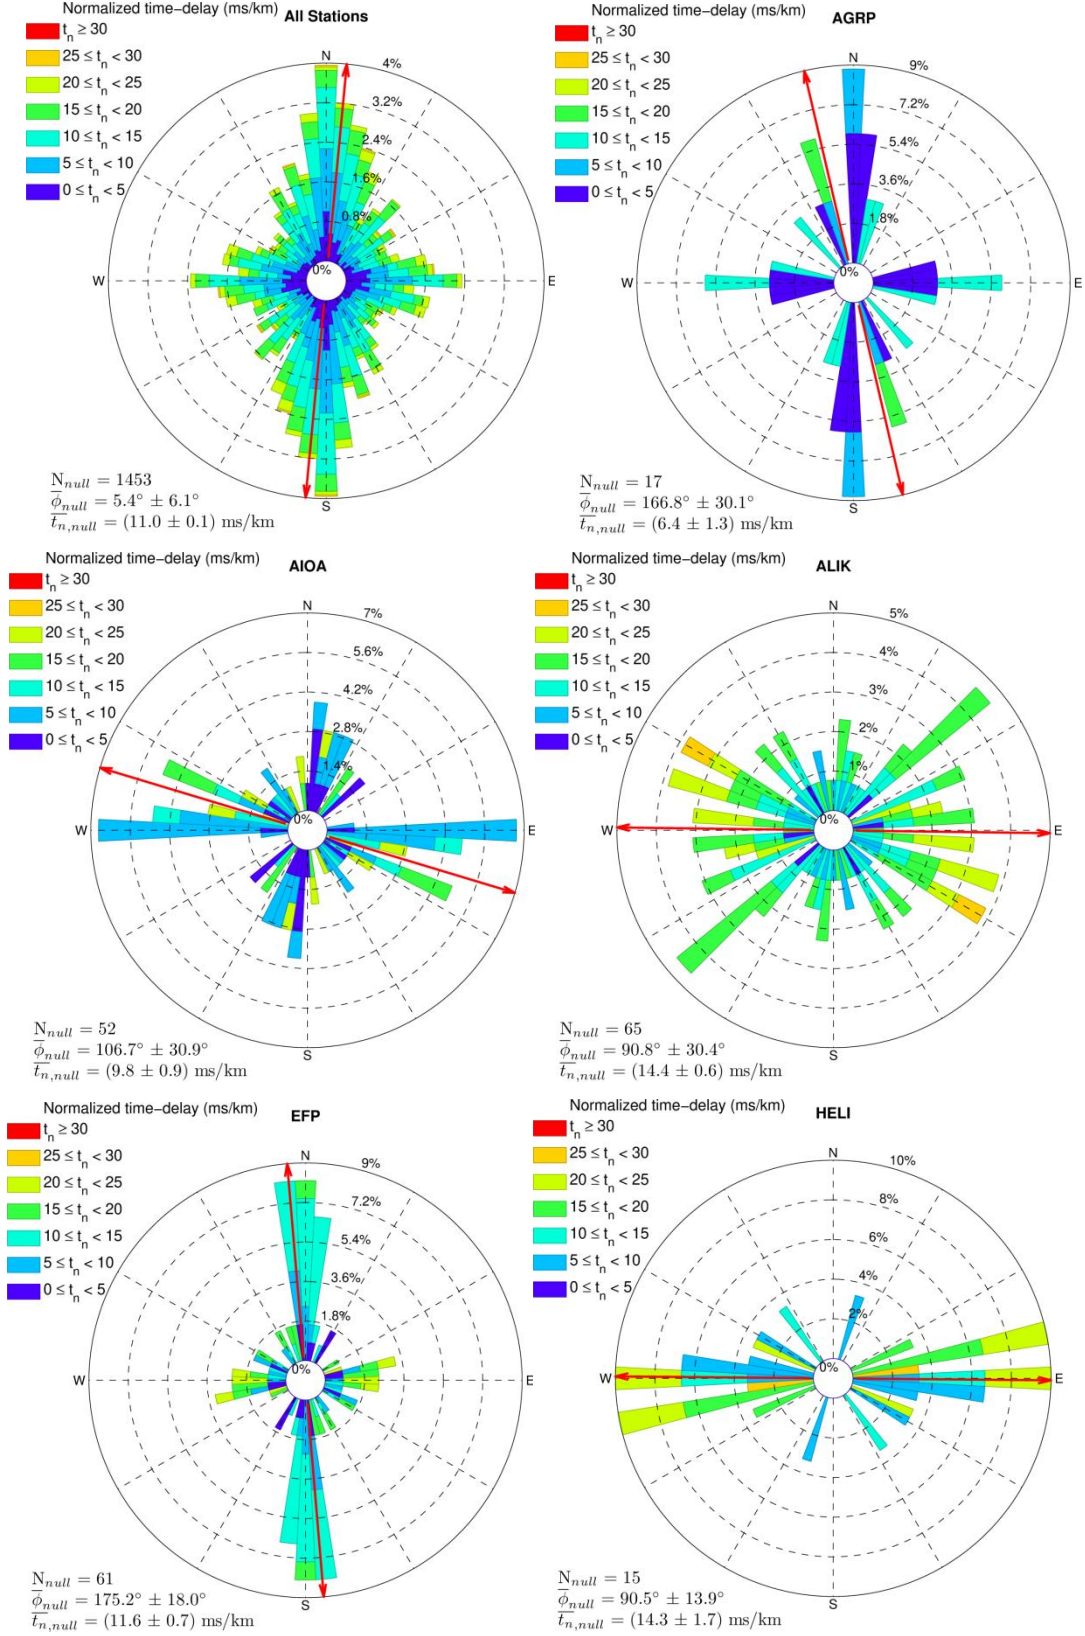 Normalized time-delay (ms/km)
All Stations
tn ≥ 30
25 ≤ tn < 30
20 ≤ tn < 25
15 ≤ tn < 20
10 ≤ tn < 15
5 ≤ tn < 10
0 ≤ tn < 5
N
4%
3.2%
2.4%
1.6%
0.8%
0%
W
E
S
Nnull = 1453
ϕ̅null = 5.4° ± 6.1°
t̅n,null = (11.0 ± 0.1) ms/km
Normalized time-delay (ms/km)
AGRP
tn ≥ 30
25 ≤ tn < 30
20 ≤ tn < 25
15 ≤ tn < 20
10 ≤ tn < 15
5 ≤ tn < 10
0 ≤ tn < 5
N
9%
7.2%
5.4%
3.6%
1.8%
0%
W
E
S
Nnull = 17
ϕ̅null = 166.8° ± 30.1°
t̅n,null = (6.4 ± 1.3) ms/km
Normalized time-delay (ms/km)
AIOA
tn ≥ 30
25 ≤ tn < 30
20 ≤ tn < 25
15 ≤ tn < 20
10 ≤ tn < 15
5 ≤ tn < 10
0 ≤ tn < 5
N
7%
5.6%
4.2%
2.8%
1.4%
0%
W
E
S
Nnull = 52
ϕ̅null = 106.7° ± 30.9°
t̅n,null = (9.8 ± 0.9) ms/km
Normalized time-delay (ms/km)
ALIK
tn ≥ 30
25 ≤ tn < 30
20 ≤ tn < 25
15 ≤ tn < 20
10 ≤ tn < 15
5 ≤ tn < 10
0 ≤ tn < 5
N
5%
4%
3%
2%
1%
0%
W
E
S
Nnull = 65
ϕ̅null = 90.8° ± 30.4°
t̅n,null = (14.4 ± 0.6) ms/km
Normalized time-delay (ms/km)
EFP
tn ≥ 30
25 ≤ tn < 30
20 ≤ tn < 25
15 ≤ tn < 20
10 ≤ tn < 15
5 ≤ tn < 10
0 ≤ tn < 5
N
9%
7.2%
5.4%
3.6%
1.8%
0%
W
E
S
Nnull = 61
ϕ̅null = 175.2° ± 18.0°
t̅n,null = (11.6 ± 0.7) ms/km
Normalized time-delay (ms/km)
HELI
tn ≥ 30
25 ≤ tn < 30
20 ≤ tn < 25
15 ≤ tn < 20
10 ≤ tn < 15
5 ≤ tn < 10
0 ≤ tn < 5
N
10%
8%
6%
4%
2%
0%
W
E
S
Nnull = 15
ϕ̅null = 90.5° ± 13.9°
t̅n,null = (14.3 ± 1.7) ms/km